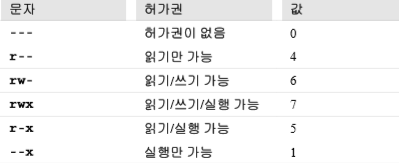 문자 허가권 값
--- 허가권이 없음 0
r-- 읽기만 가능 4
rw- 읽기/쓰기 가능 6
rwx 읽기/쓰기/실행 가능 7
r-x 읽기/실행 가능 5
--x 실행만 가능 1